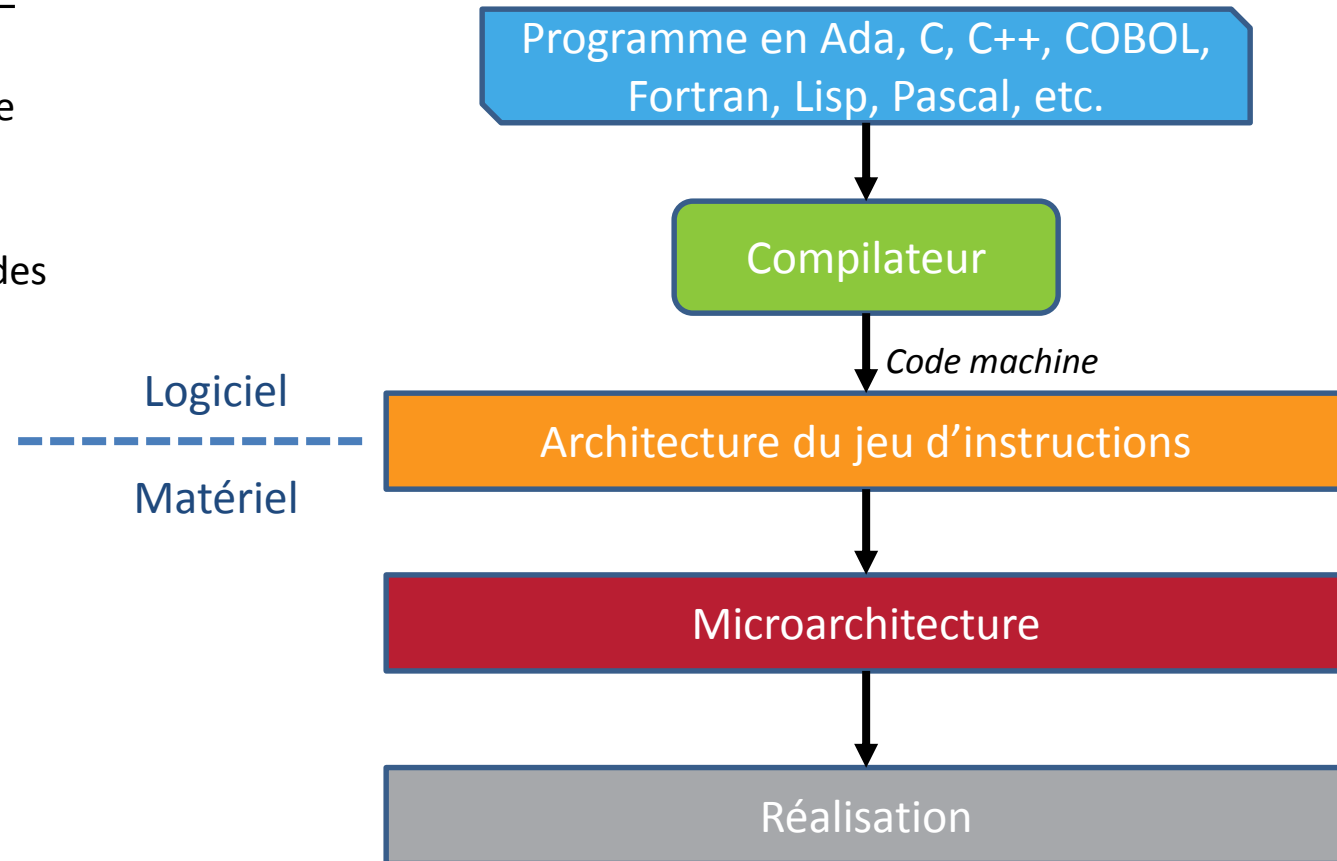 Programme en Ada, C, C++, COBOL,
Fortran, Lisp, Pascal, etc.
e
Compilateur
des
Code machine
Logiciel
Architecture du jeu d’instructions
Matériel
Microarchitecture
Réalisation